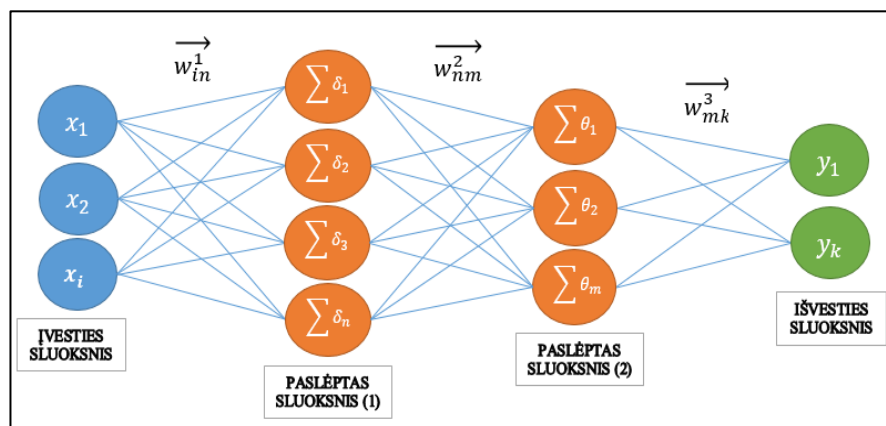 w¹ᵢₙ
w²ₙₘ
w³ₘₖ
x₁
x₂
xᵢ
∑ δ₁
∑ δ₂
∑ δ₃
∑ δₙ
∑ θ₁
∑ θ₂
∑ θₘ
y₁
yₖ
ĮVESTIES
SLUOKSNIS
PASLĖPTAS
SLUOKSNIS (1)
PASLĖPTAS
SLUOKSNIS (2)
IŠVESTIES
SLUOKSNIS